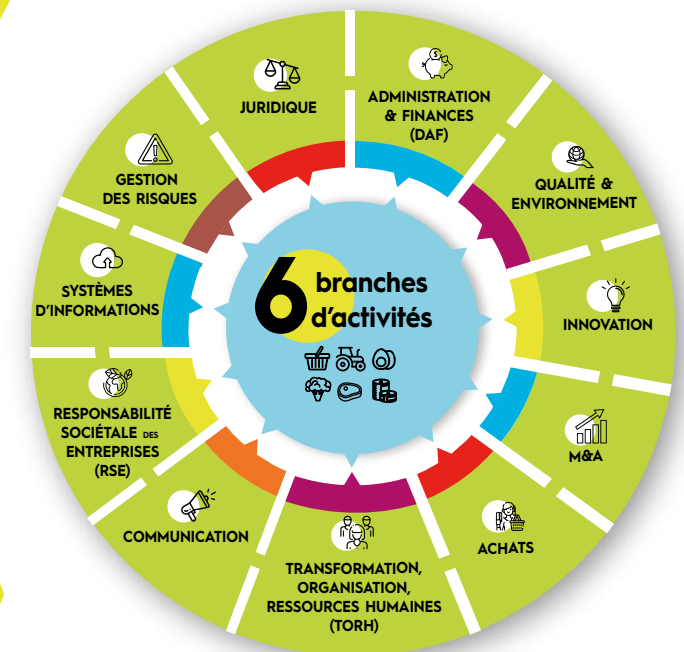 JURIDIQUE
ADMINISTRATION
& FINANCES
(DAF)
QUALITÉ &
ENVIRONNEMENT
INNOVATION
M&A
ACHATS
TRANSFORMATION,
ORGANISATION,
RESSOURCES HUMAINES
(TORH)
COMMUNICATION
RESPONSABILITÉ
SOCIÉTALE DES
ENTREPRISES
(RSE)
SYSTÈMES
D'INFORMATIONS
GESTION
DES RISQUES
6 branches
d'activités